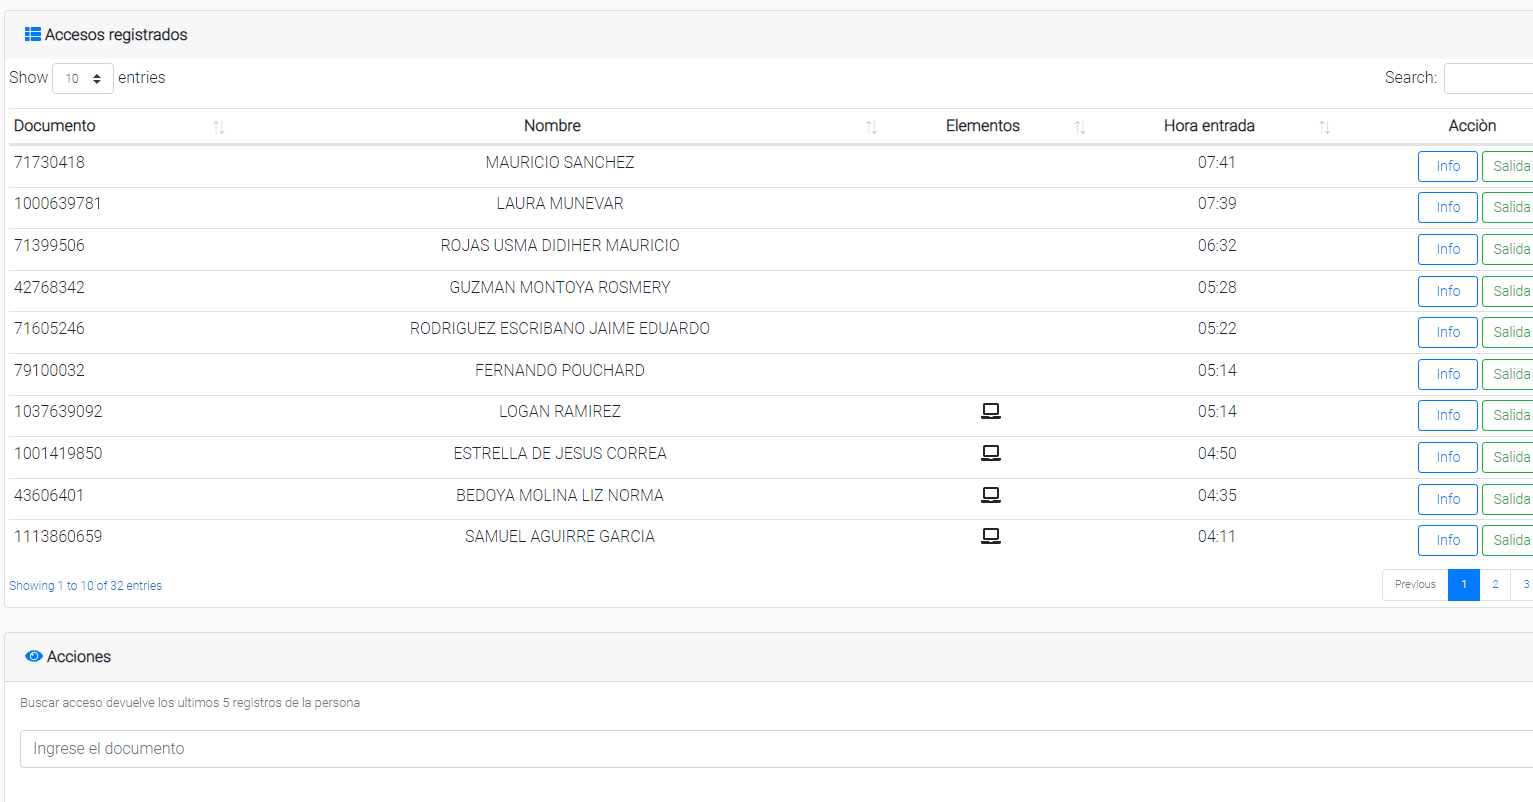 Accesos registrados
Show 10 entries Search:
Documento Nombre Elementos Hora entrada Acciòn
71730418 MAURICIO SANCHEZ 07:41 Info Salida
1000639781 LAURA MUNEVAR 07:39 Info Salida
71399506 ROJAS USMA DIDIHER MAURICIO 06:32 Info Salida
42768342 GUZMAN MONTOYA ROSMERY 05:28 Info Salida
71605246 RODRIGUEZ ESCRIBANO JAIME EDUARDO 05:22 Info Salida
79100032 FERNANDO POUCHARD 05:14 Info Salida
1037639092 LOGAN RAMIREZ 05:14 Info Salida
1001419850 ESTRELLA DE JESUS CORREA 04:50 Info Salida
43606401 BEDOYA MOLINA LIZ NORMA 04:35 Info Salida
1113860659 SAMUEL AGUIRRE GARCIA 04:11 Info Salida
Showing 1 to 10 of 32 entries Previous 1 2 3
Acciones
Buscar acceso devuelve los ultimos 5 registros de la persona
Ingrese el documento